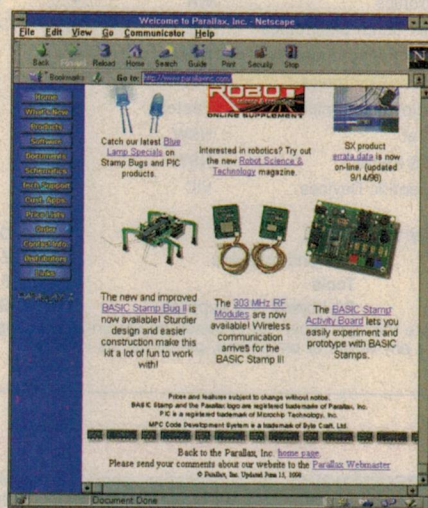 Welcome to Parallax, Inc. - Netscape
File Edit View Go Communicator Help
Back Forward Reload Home Search Guide Print Security Stop
Bookmarks Go to: http://www.parallaxinc.com/
Home
What's New
Products
Software
Documents
Schematics
Tech. Support
Cust. Apps
Price Lists
Order
Contact Info
Distributors
Links
ROBOT
ONLINE SUPPLEMENT
Catch our latest Blue
Lamp Specials on
Stamp Bugs and PIC
products.
Interested in robotics? Try out
the new Robot Science &
Technology magazine.
SX product
errata data is now
on-line. (updated
9/14/98)
The new and improved
BASIC Stamp Bug II is
now available! Sturdier
design and easier
construction make this
kit a lot of fun to work
with!
The 303 MHz RF
Modules are now
available! Wireless
communication
arrives for the
BASIC Stamp II!
The BASIC Stamp
Activity Board lets you
easily experiment and
prototype with BASIC
Stamps.
Prices and features subject to change without notice.
BASIC Stamp and the Parallax logo are registered trademarks of Parallax, Inc.
PIC is a registered trademark of Microchip Technology, Inc.
MPC Code Development System is a trademark of Byte Craft, Ltd.
Back to the Parallax, Inc. home page.
Please send your comments about our website to the Parallax Webmaster
© Parallax, Inc. Updated June 15, 1998
Document Done